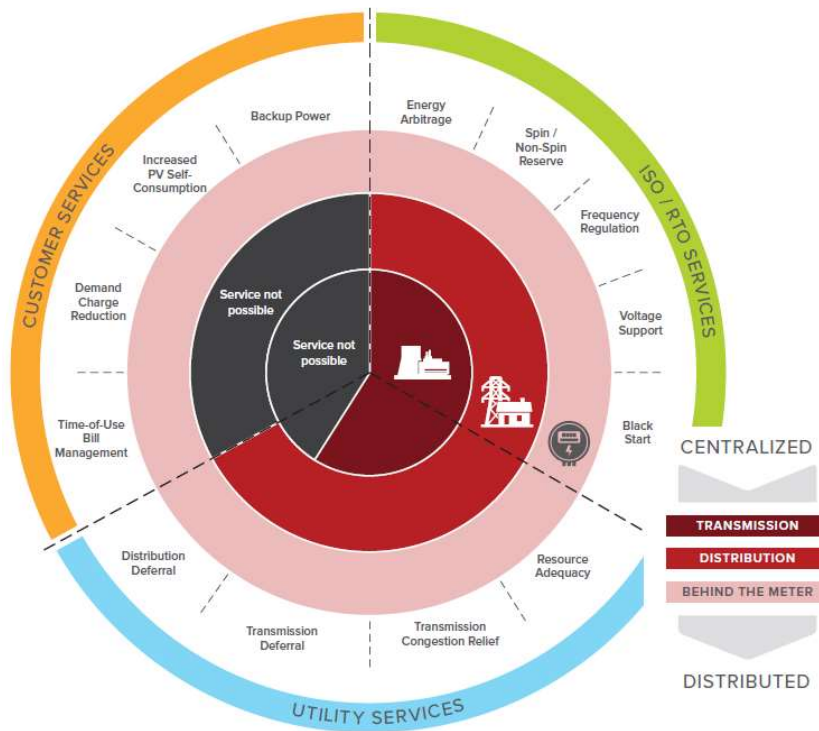 CUSTOMER SERVICES
ISO / RTO SERVICES
UTILITY SERVICES
Backup Power
Energy
Arbitrage
Spin /
Non-Spin
Reserve
Increased
PV Self-
Consumption
Frequency
Regulation
Demand
Charge
Reduction
Service not
possible
Service not
possible
Voltage
Support
Time-of-Use
Bill
Management
Black
Start
Distribution
Deferral
Resource
Adequacy
Transmission
Deferral
Transmission
Congestion Relief
CENTRALIZED
TRANSMISSION
DISTRIBUTION
BEHIND THE METER
DISTRIBUTED